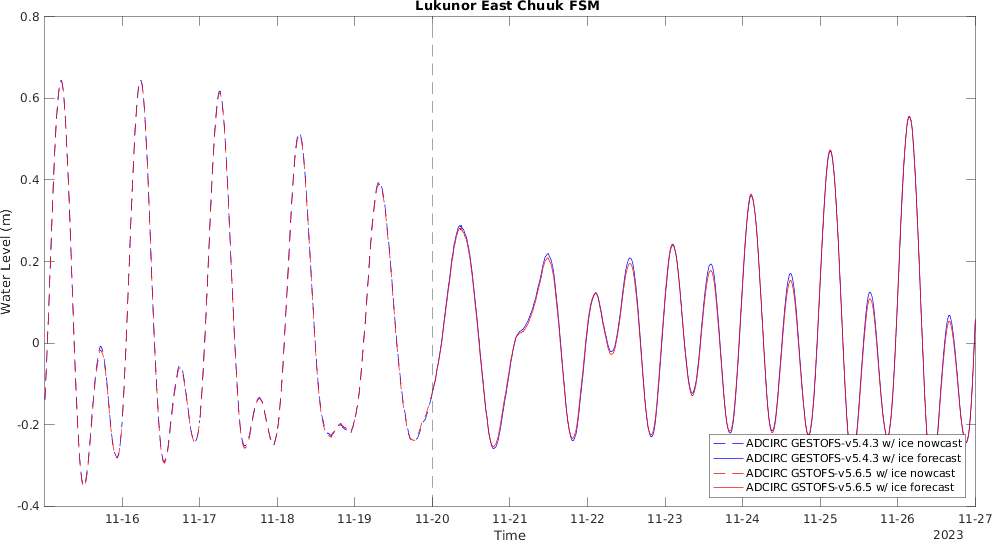 Lukunor East Chuuk FSM
0.8
0.6
0.4
0.2
0
-0.2
-0.4
Water Level (m)
ADCIRC GESTOFS-v5.4.3 w/ ice nowcast
ADCIRC GESTOFS-v5.4.3 w/ ice forecast
ADCIRC GSTOFS-v5.6.5 w/ ice nowcast
ADCIRC GSTOFS-v5.6.5 w/ ice forecast
11-16 11-17 11-18 11-19 11-20 11-21 11-22 11-23 11-24 11-25 11-26 11-27
Time
2023